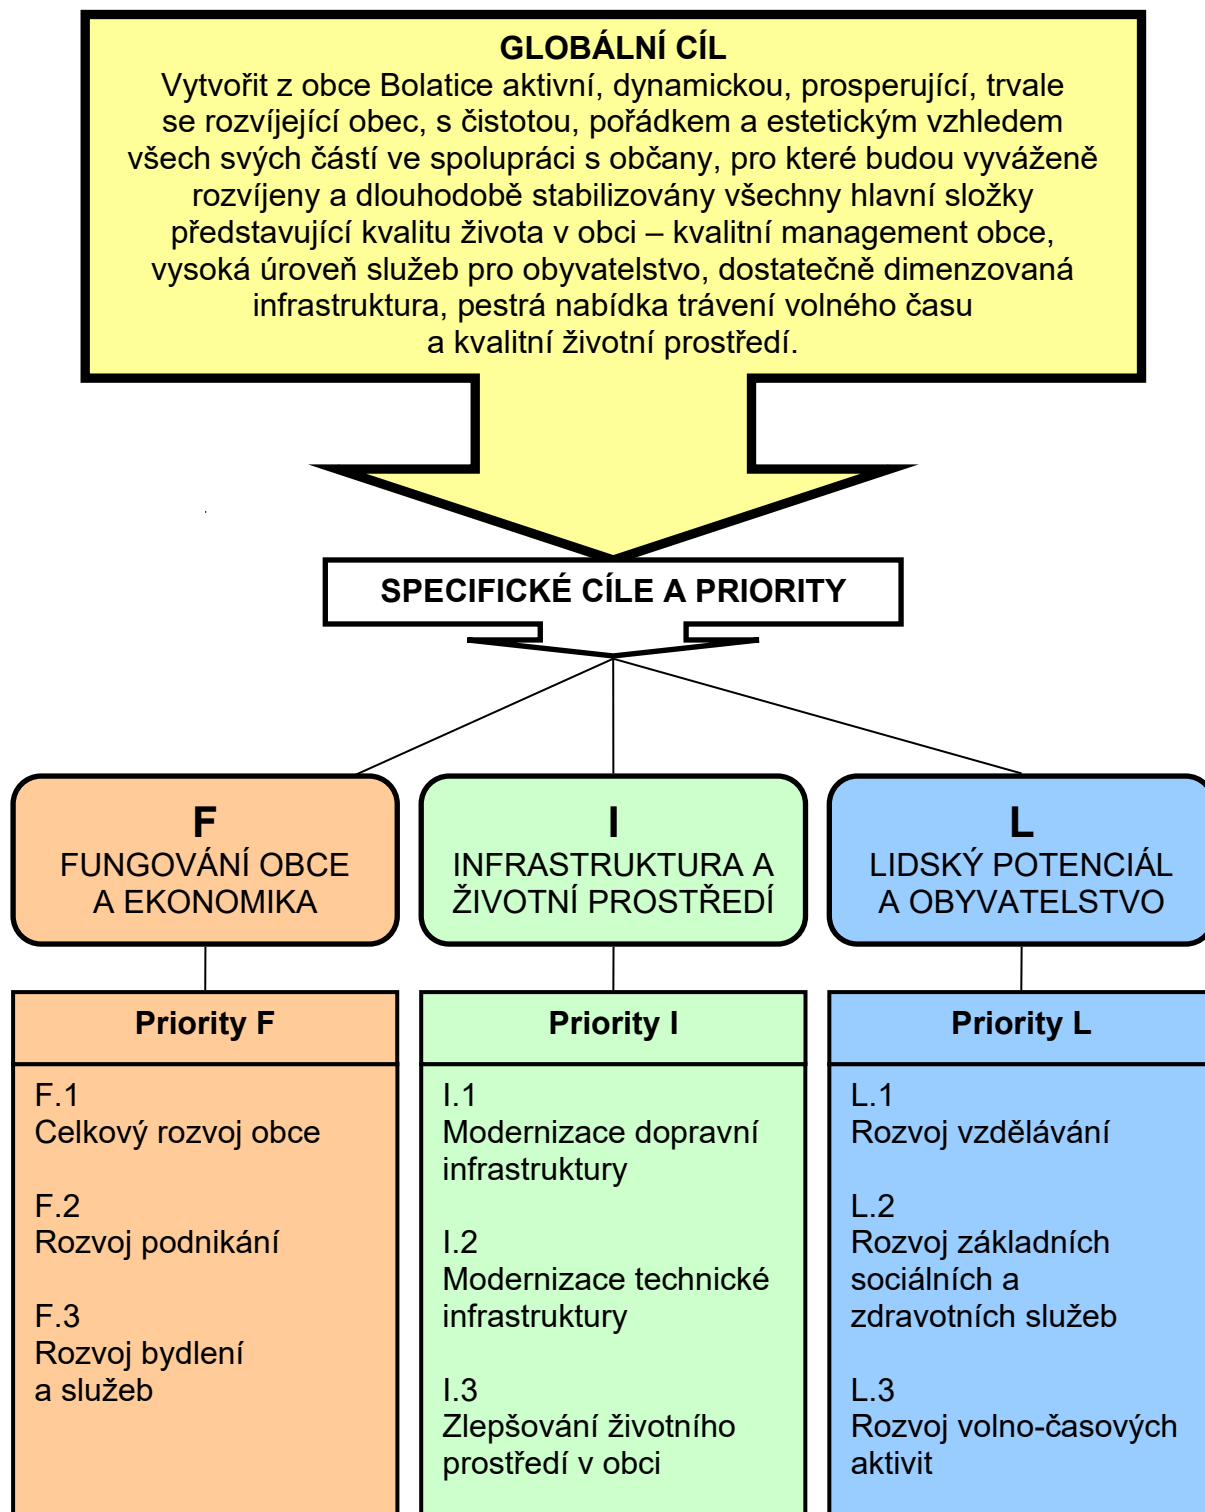 GLOBÁLNÍ CÍL
Vytvořit z obce Bolatice aktivní, dynamickou, prosperující, trvale
se rozvíjející obec, s čistotou, pořádkem a estetickým vzhledem
všech svých částí ve spolupráci s občany, pro které budou vyváženě
rozvíjeny a dlouhodobě stabilizovány všechny hlavní složky
představující kvalitu života v obci – kvalitní management obce,
vysoká úroveň služeb pro obyvatelstvo, dostatečně dimenzovaná
infrastruktura, pestrá nabídka trávení volného času
a kvalitní životní prostředí.
SPECIFICKÉ CÍLE A PRIORITY
F
FUNGOVÁNÍ OBCE
A EKONOMIKA
I
INFRASTRUKTURA A
ŽIVOTNÍ PROSTŘEDÍ
L
LIDSKÝ POTENCIÁL
A OBYVATELSTVO
Priority F
F.1
Celkový rozvoj obce
F.2
Rozvoj podnikání
F.3
Rozvoj bydlení
a služeb
Priority I
I.1
Modernizace dopravní
infrastruktury
I.2
Modernizace technické
infrastruktury
I.3
Zlepšování životního
prostředí v obci
Priority L
L.1
Rozvoj vzdělávání
L.2
Rozvoj základních
sociálních a
zdravotních služeb
L.3
Rozvoj volno-časových
aktivit